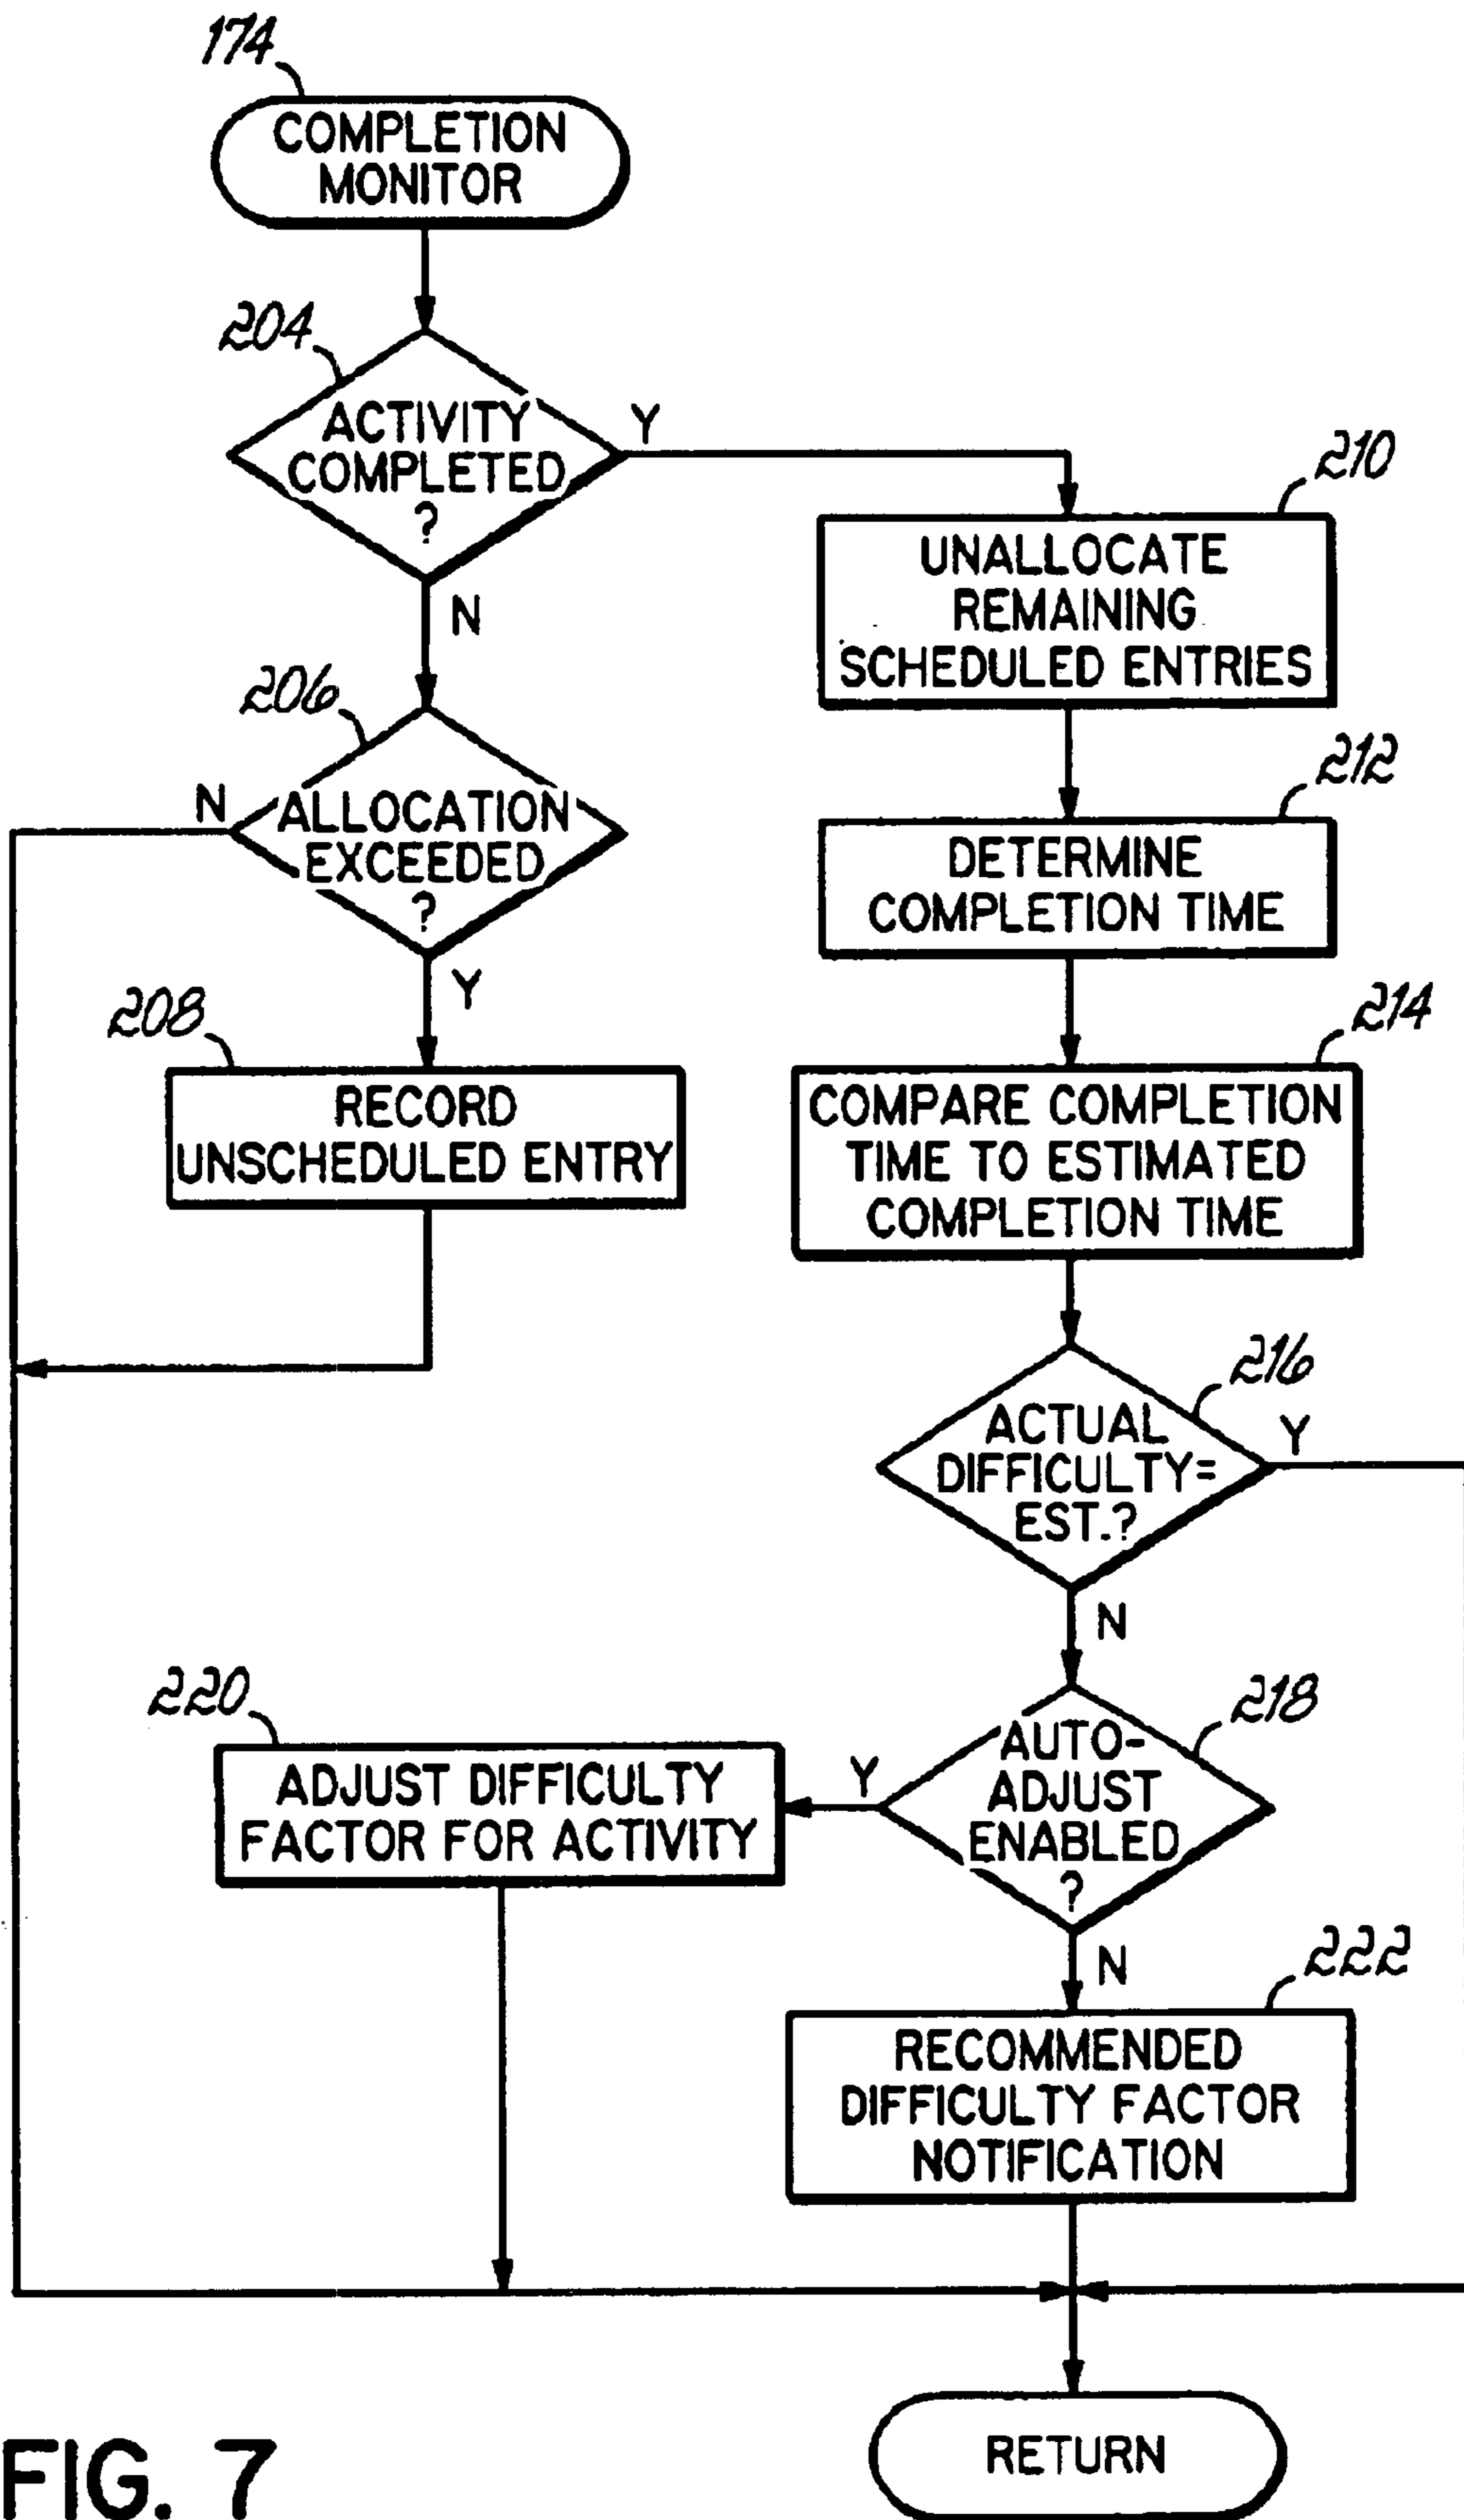 174
COMPLETION
MONITOR
204
ACTIVITY
COMPLETED
?
Y
N
210
UNALLOCATE
REMAINING
SCHEDULED ENTRIES
206
N
ALLOCATION
EXCEEDED
?
Y
212
DETERMINE
COMPLETION TIME
208
RECORD
UNSCHEDULED ENTRY
214
COMPARE COMPLETION
TIME TO ESTIMATED
COMPLETION TIME
216
ACTUAL
DIFFICULTY=
EST.?
Y
N
218
AUTO-
ADJUST
ENABLED
?
Y
N
220
ADJUST DIFFICULTY
FACTOR FOR ACTIVITY
222
RECOMMENDED
DIFFICULTY FACTOR
NOTIFICATION
RETURN
FIG. 7